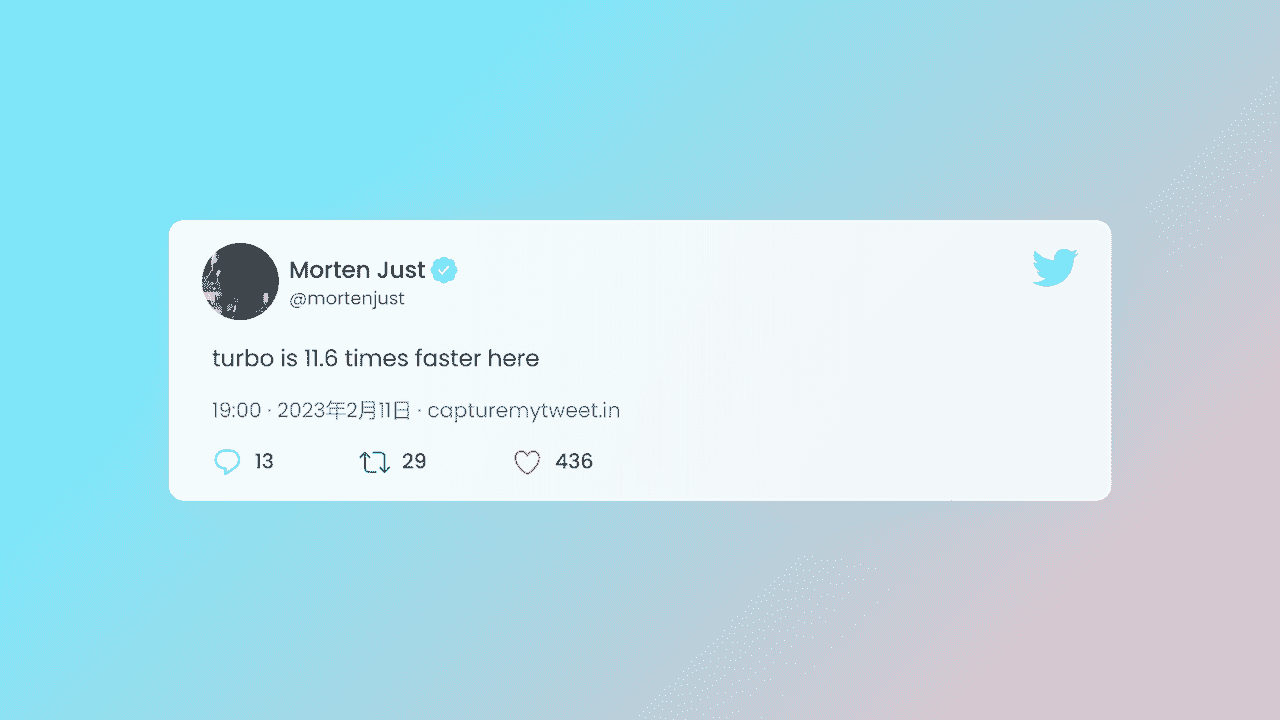 Morten Just
@mortenjust
turbo is 11.6 times faster here
19:00 · 2023年2月11日 · capturemytweet.in
13 29 436